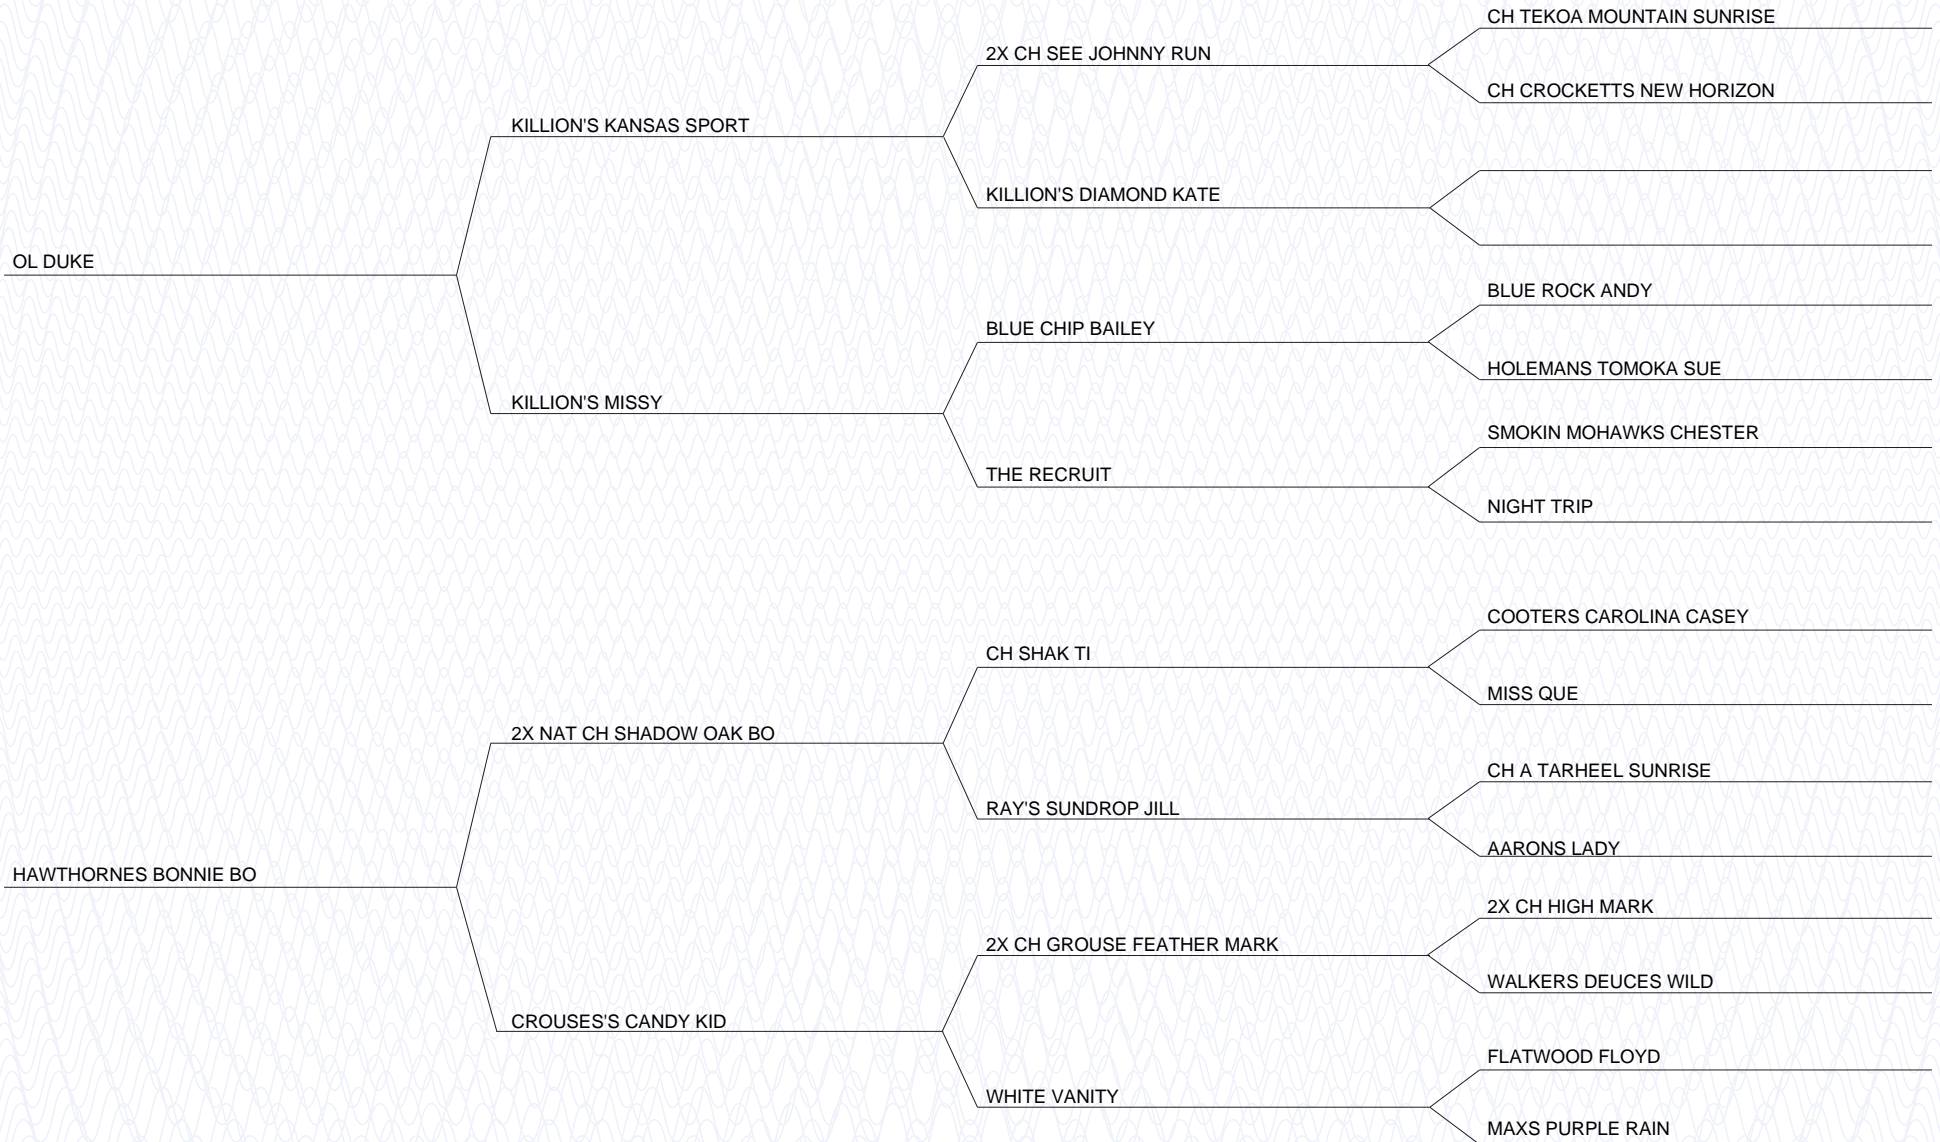 CH TEKOA MOUNTAIN SUNRISE
2X CH SEE JOHNNY RUN
CH CROCKETTS NEW HORIZON
KILLION'S KANSAS SPORT
KILLION'S DIAMOND KATE
OL DUKE
BLUE ROCK ANDY
BLUE CHIP BAILEY
HOLEMANS TOMOKA SUE
KILLION'S MISSY
SMOKIN MOHAWKS CHESTER
THE RECRUIT
NIGHT TRIP
COOTERS CAROLINA CASEY
CH SHAK TI
MISS QUE
2X NAT CH SHADOW OAK BO
CH A TARHEEL SUNRISE
RAY'S SUNDROP JILL
AARONS LADY
HAWTHORNES BONNIE BO
2X CH HIGH MARK
2X CH GROUSE FEATHER MARK
WALKERS DEUCES WILD
CROUSES'S CANDY KID
FLATWOOD FLOYD
WHITE VANITY
MAXS PURPLE RAIN